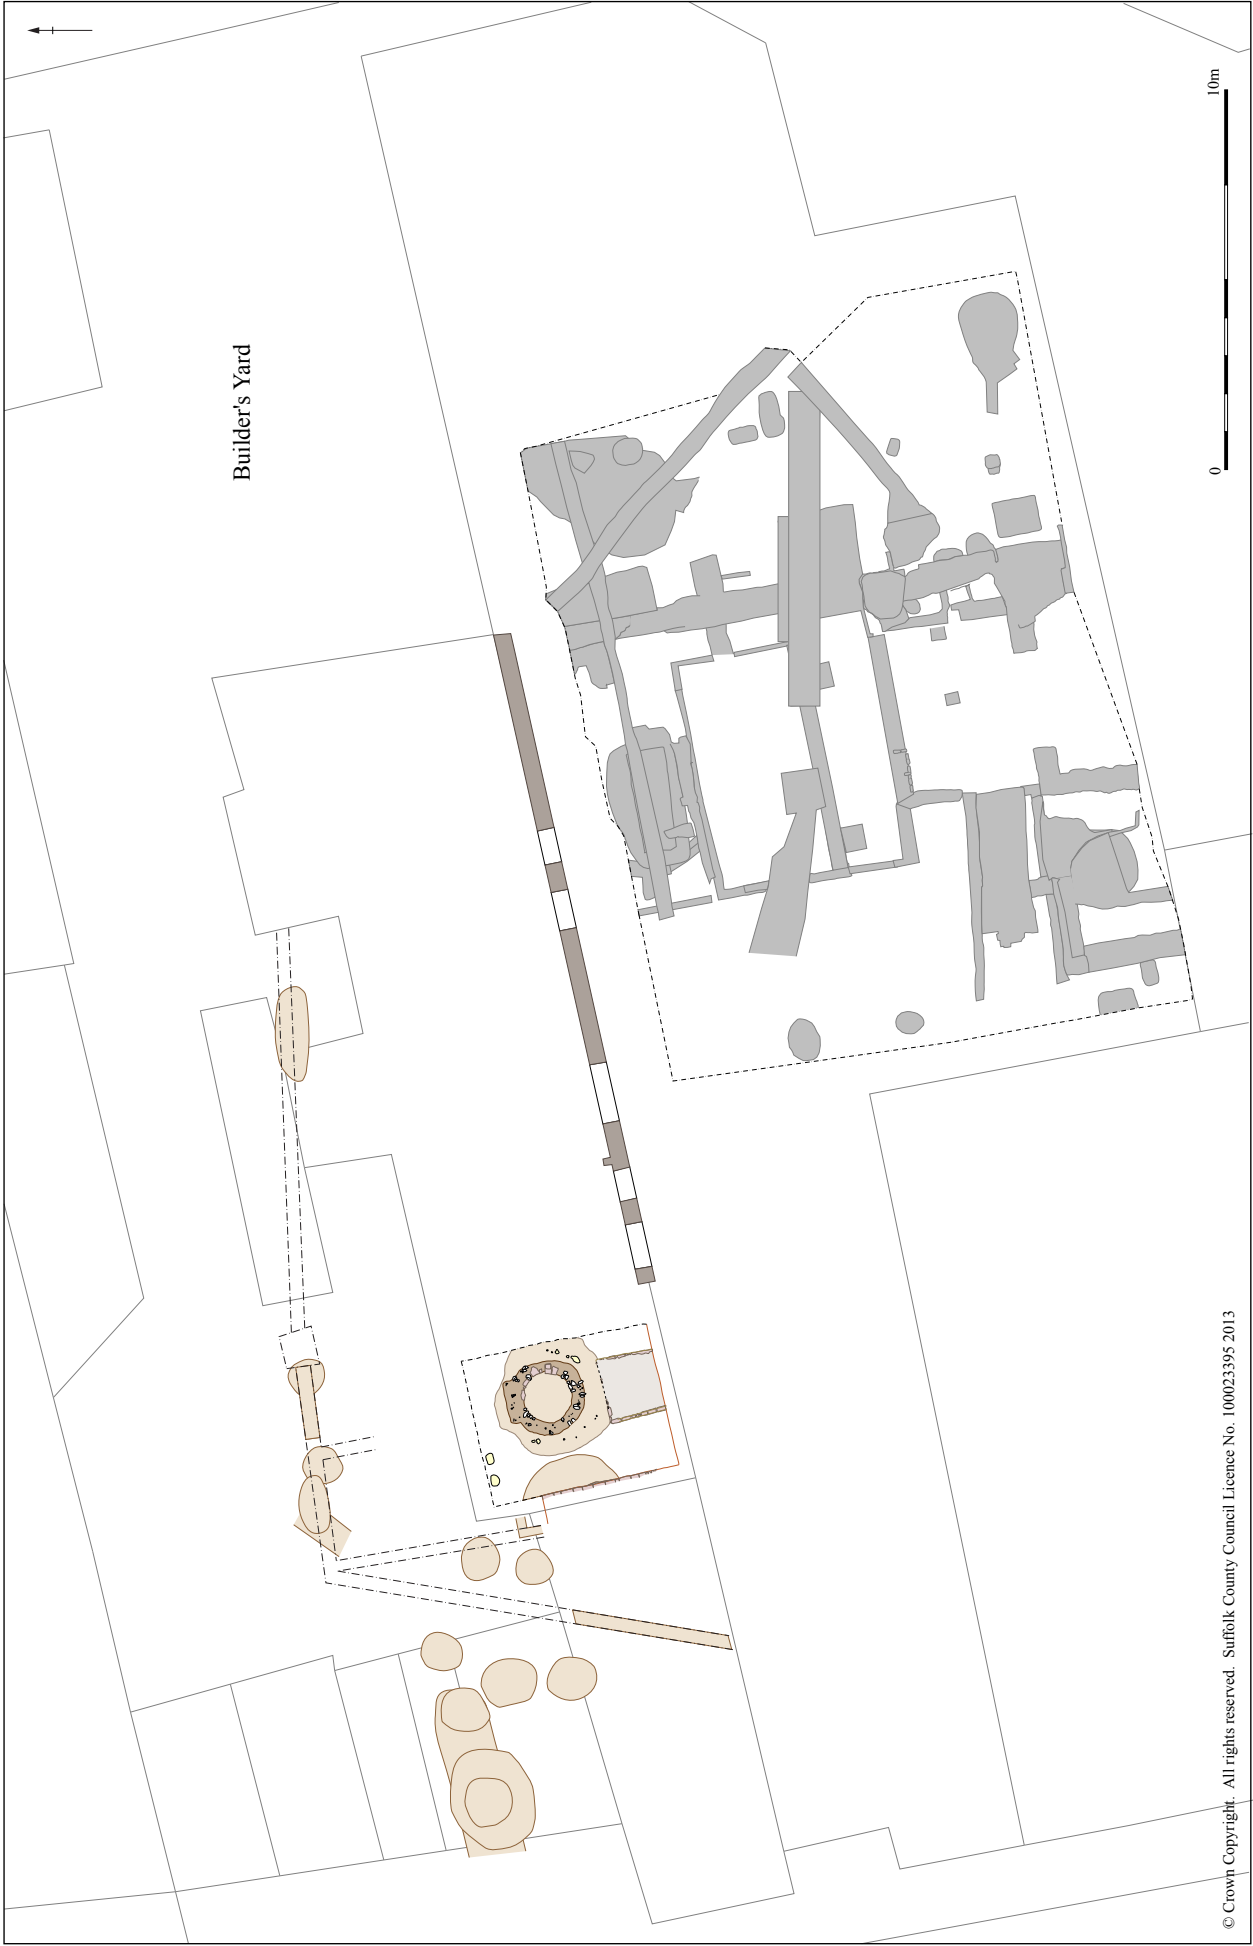 Builder's Yard
0
10m
© Crown Copyright. All rights reserved. Suffolk County Council Licence No. 100023395 2013